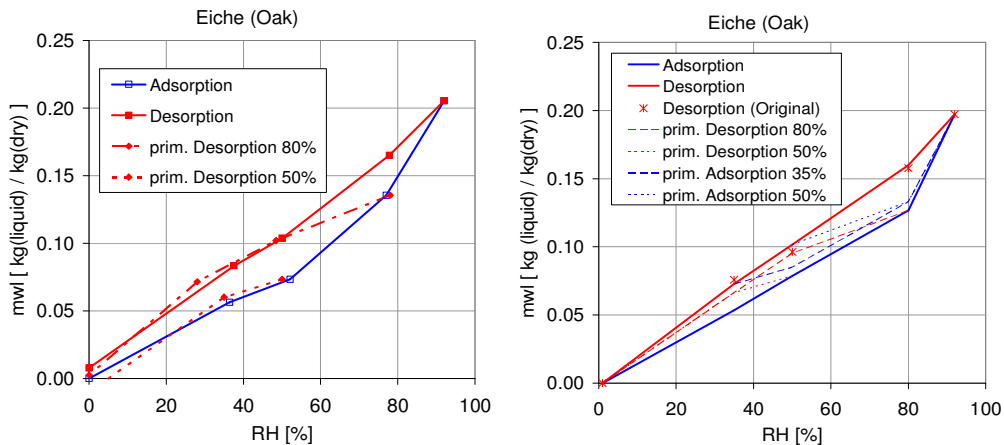 Eiche (Oak)
mwl [ kg(liquid) / kg(dry) ]
0.25
0.20
0.15
0.10
0.05
0.00
Adsorption
Desorption
prim. Desorption 80%
prim. Desorption 50%
0 20 40 60 80 100
RH [%]
Eiche (Oak)
mwl [ kg (liquid) / kg(dry) ]
0.25
0.20
0.15
0.10
0.05
0.00
Adsorption
Desorption
Desorption (Original)
prim. Desorption 80%
prim. Desorption 50%
prim. Adsorption 35%
prim. Adsorption 50%
0 20 40 60 80 100
RH [%]